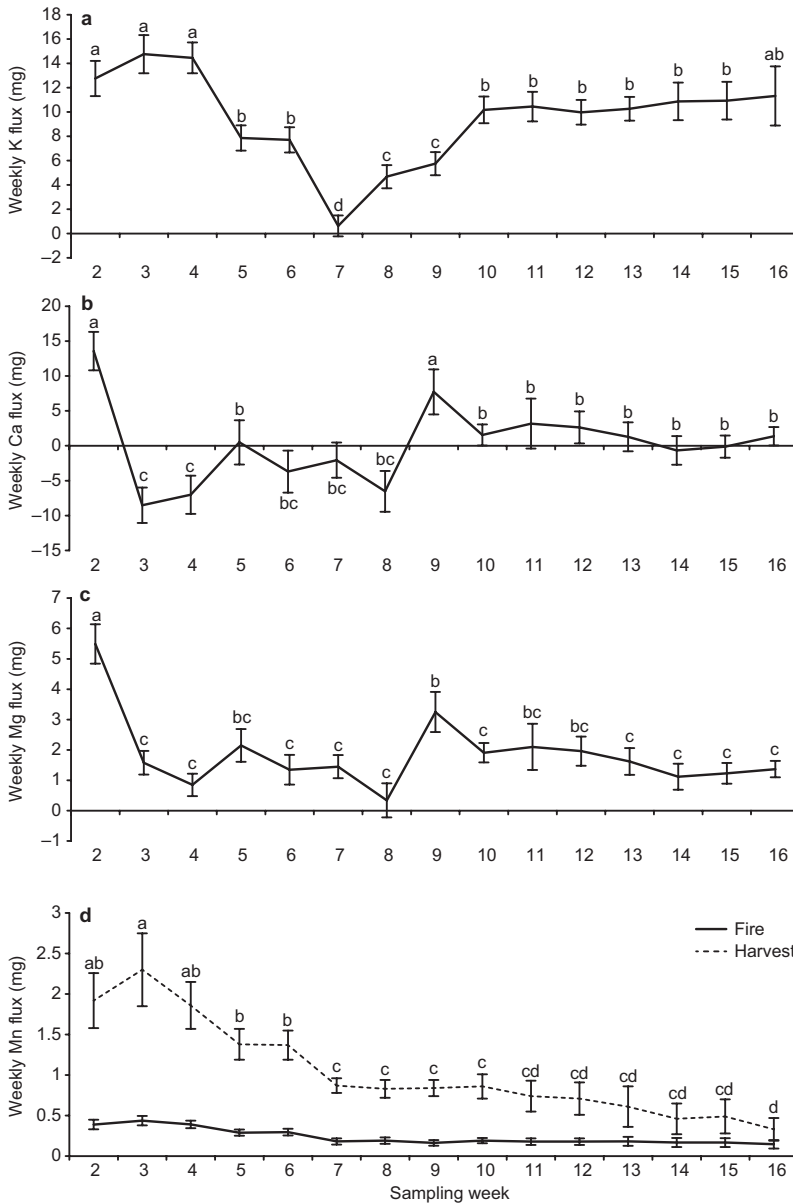 a
Weekly K flux (mg)
18
16
14
12
10
8
6
4
2
0
–2
a a a b b d c c b b b b b b ab
2 3 4 5 6 7 8 9 10 11 12 13 14 15 16
b
Weekly Ca flux (mg)
20
15
10
5
0
–5
–10
–15
a c c b bc bc bc a b b b b b b b
2 3 4 5 6 7 8 9 10 11 12 13 14 15 16
c
Weekly Mg flux (mg)
7
6
5
4
3
2
1
0
–1
a c c bc c c c b c bc bc c c c c
2 3 4 5 6 7 8 9 10 11 12 13 14 15 16
d
Weekly Mn flux (mg)
3
2.5
2
1.5
1
0.5
0
Fire
Harvest
ab a ab b b c c c c cd cd cd cd cd d
2 3 4 5 6 7 8 9 10 11 12 13 14 15 16
Sampling week